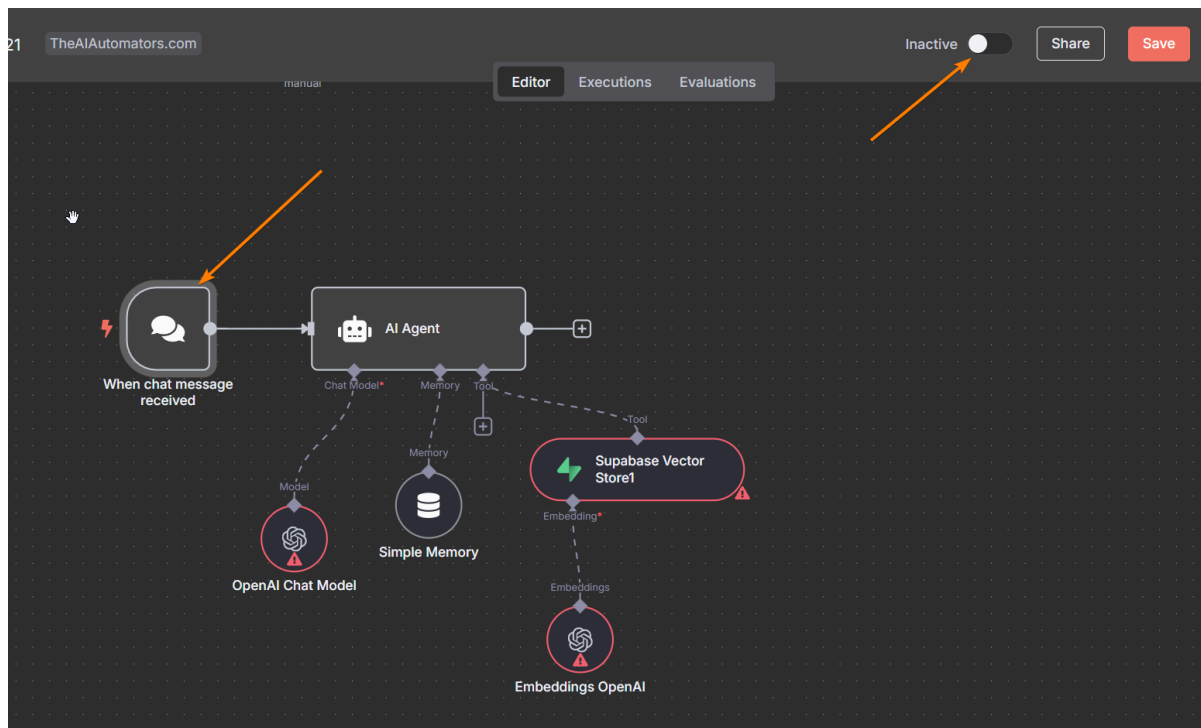 21 TheAIAutomators.com Inactive Share Save
Editor Executions Evaluations
manual
AI Agent
When chat message
received
Chat Model* Memory Tool
Tool
Memory
Supabase Vector
Store1
Model
Embedding*
Simple Memory
OpenAI Chat Model
Embeddings
Embeddings OpenAI